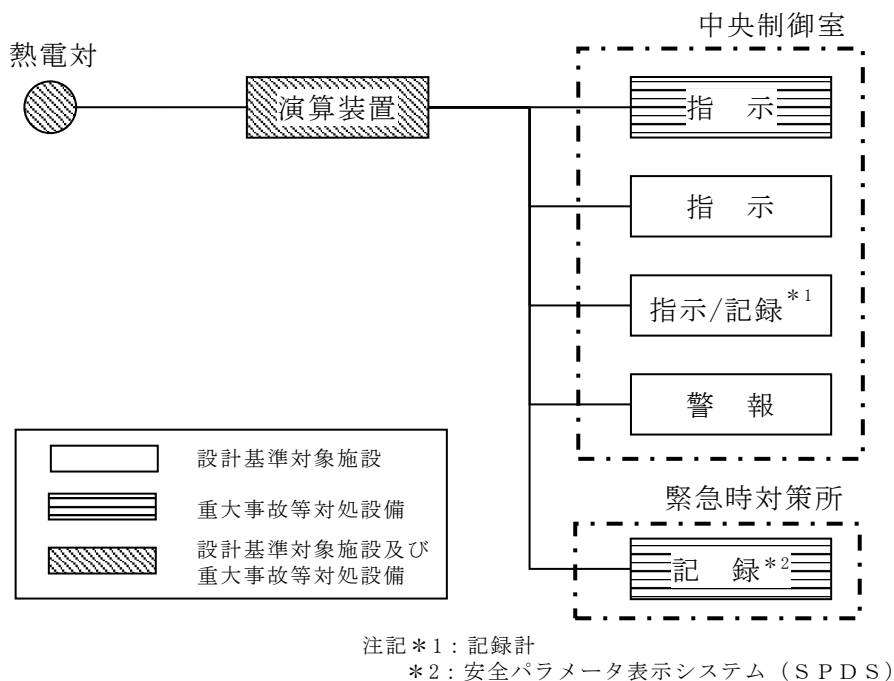 中央制御室
熱電対
演算装置
指　示
指　示
指示/記録＊1
警　報
緊急時対策所
記　録＊2
設計基準対象施設
重大事故等対処設備
設計基準対象施設及び
重大事故等対処設備
注記＊1：記録計
＊2：安全パラメータ表示システム（ＳＰＤＳ）